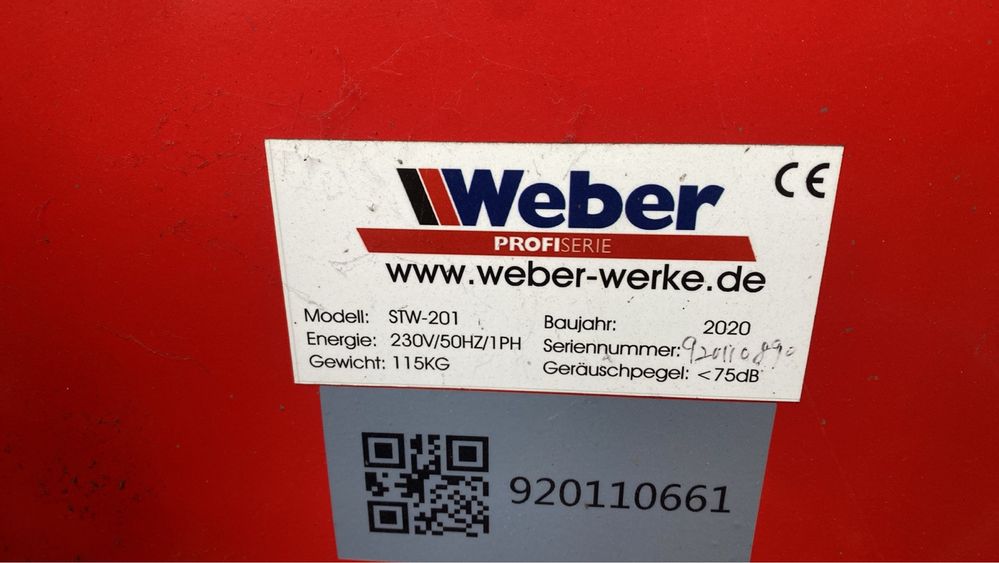 Weber CE
PROFISERIE
www.weber-werke.de
Modell: STW-201
Energie: 230V/50HZ/1PH
Gewicht: 115KG
Baujahr: 2020
Seriennummer: 920110890
Geräuschpegel: <75dB
920110661